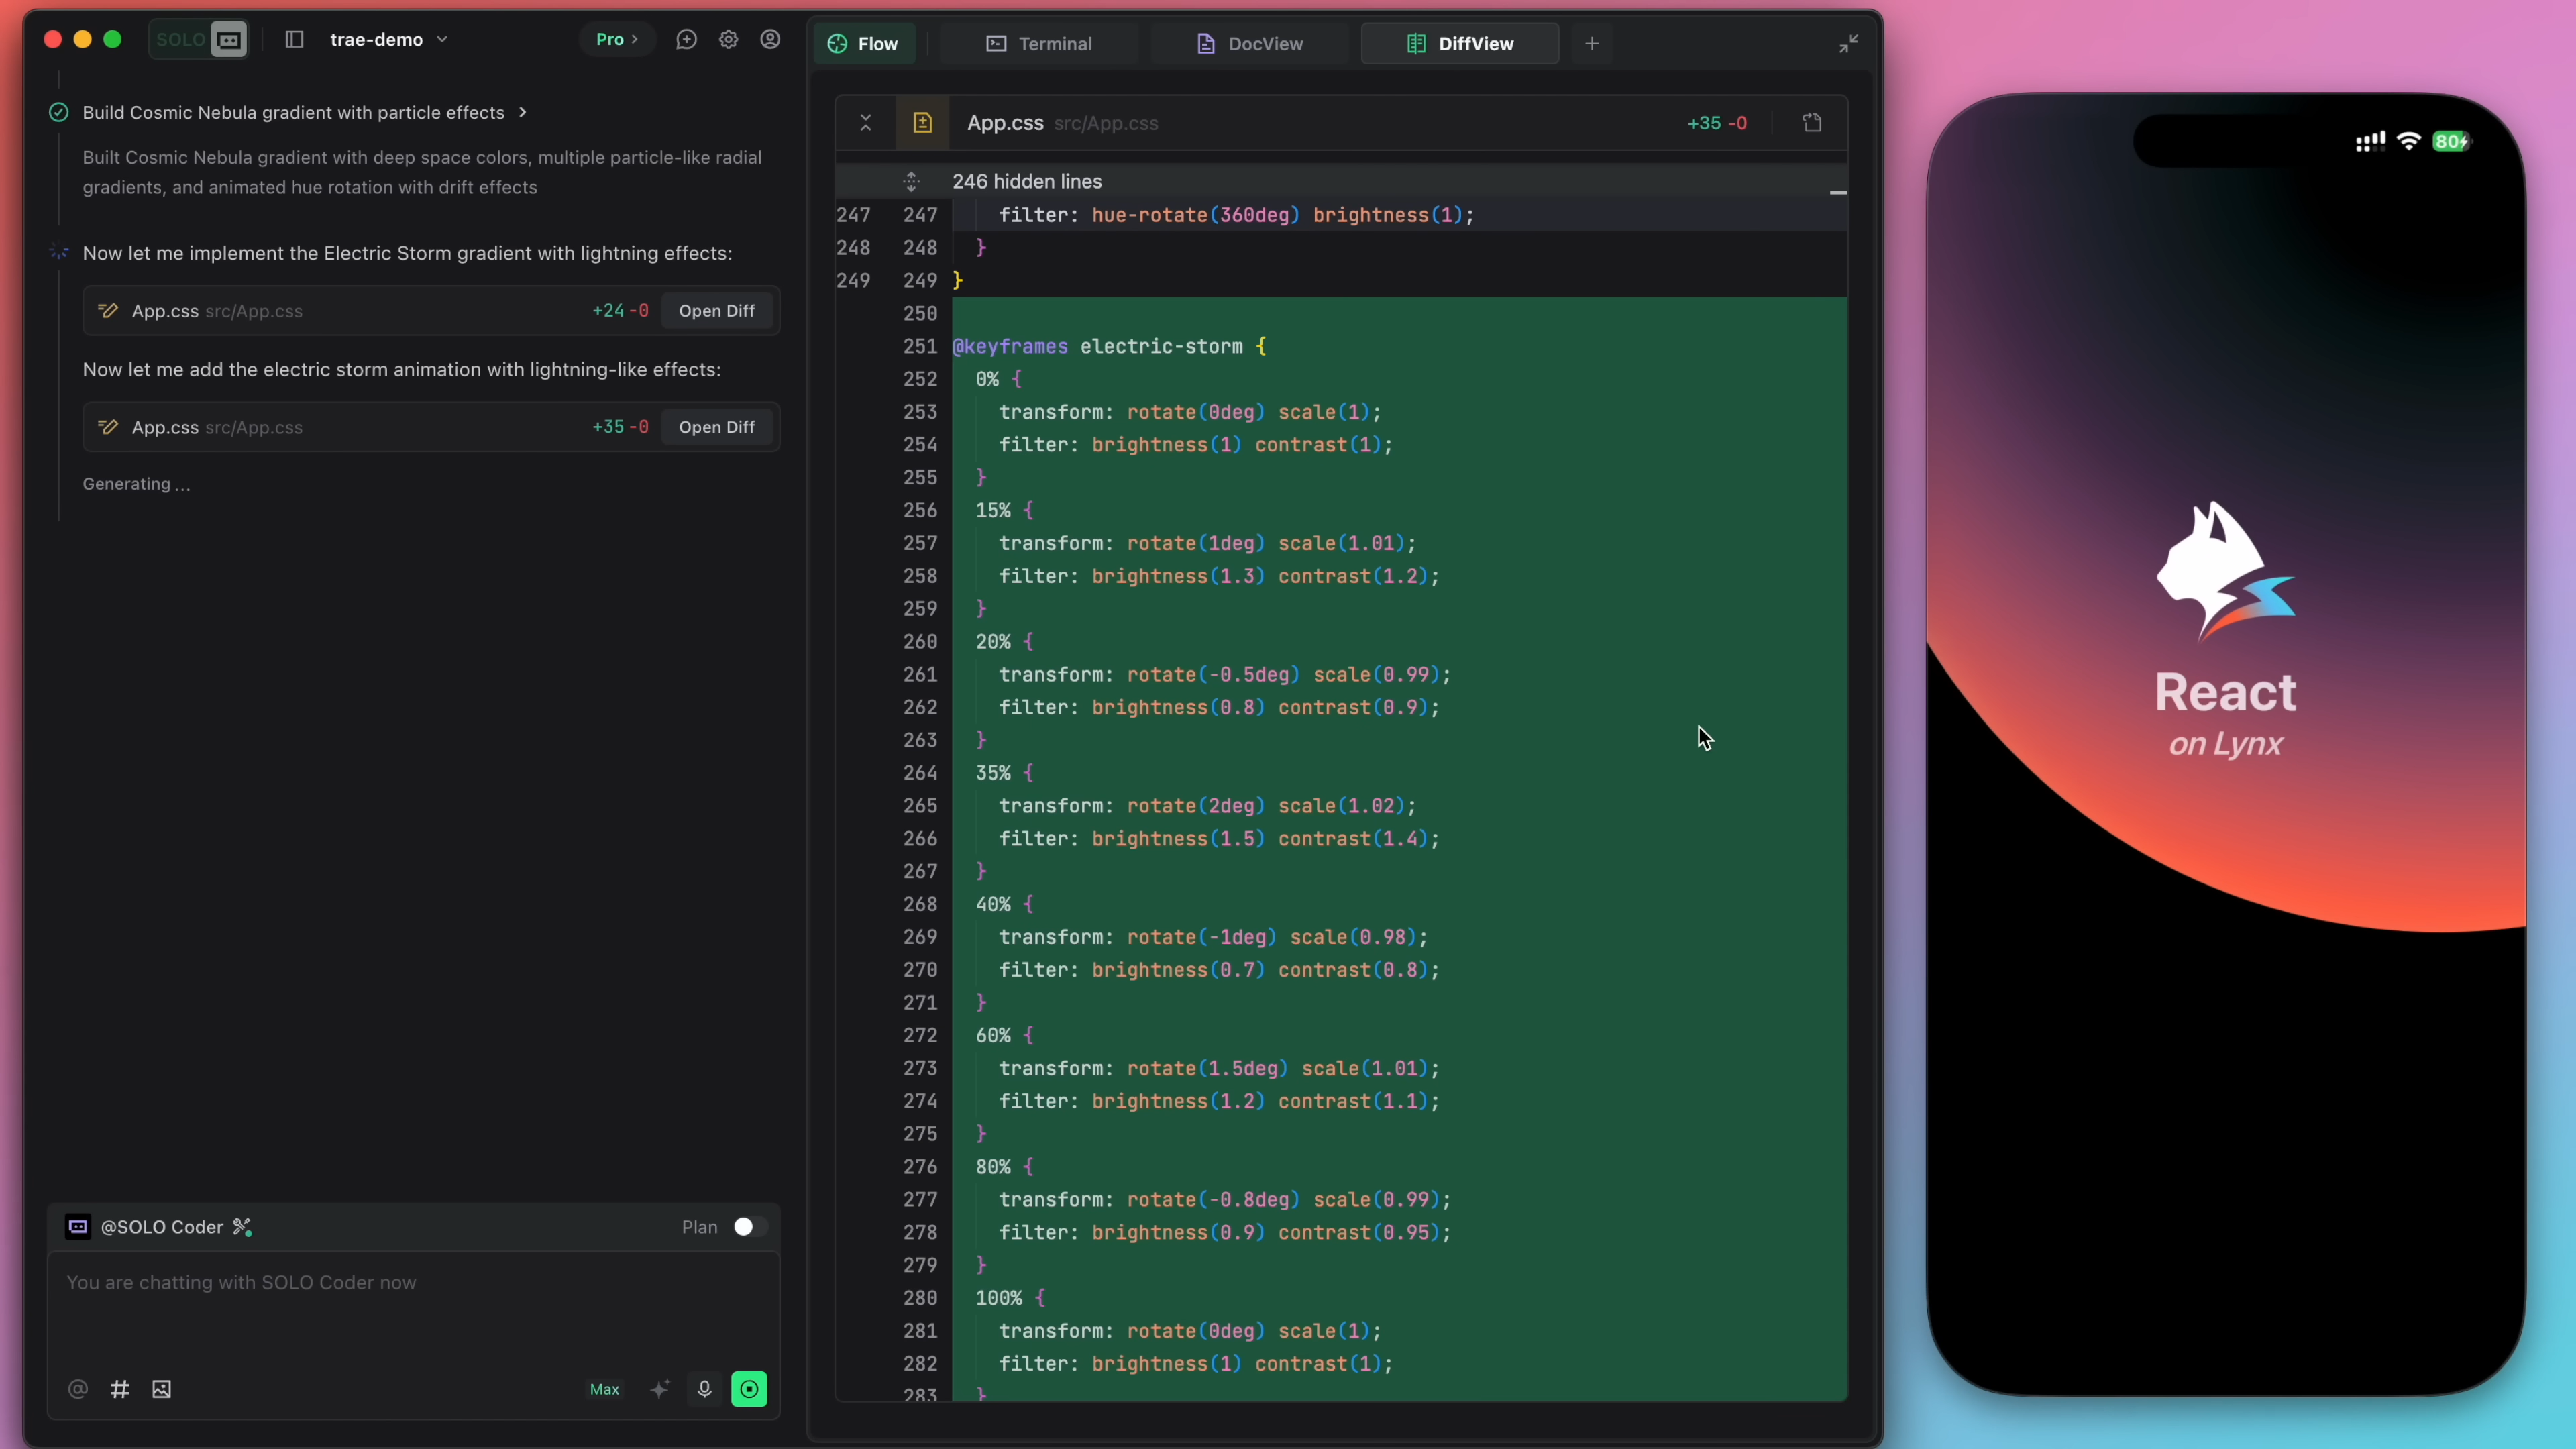 SOLO
trae-demo
Pro
Build Cosmic Nebula gradient with particle effects
Built Cosmic Nebula gradient with deep space colors, multiple particle-like radial
gradients, and animated hue rotation with drift effects
Now let me implement the Electric Storm gradient with lightning effects:
App.css src/App.css +24 -0 Open Diff
Now let me add the electric storm animation with lightning-like effects:
App.css src/App.css +35 -0 Open Diff
Generating ...
@SOLO Coder
Plan
You are chatting with SOLO Coder now
Max
Flow
Terminal
DocView
DiffView
App.css src/App.css +35 -0
246 hidden lines
247 247 filter: hue-rotate(360deg) brightness(1);
248 248 }
249 249 }
250
251 @keyframes electric-storm {
252 0% {
253 transform: rotate(0deg) scale(1);
254 filter: brightness(1) contrast(1);
255 }
256 15% {
257 transform: rotate(1deg) scale(1.01);
258 filter: brightness(1.3) contrast(1.2);
259 }
260 20% {
261 transform: rotate(-0.5deg) scale(0.99);
262 filter: brightness(0.8) contrast(0.9);
263 }
264 35% {
265 transform: rotate(2deg) scale(1.02);
266 filter: brightness(1.5) contrast(1.4);
267 }
268 40% {
269 transform: rotate(-1deg) scale(0.98);
270 filter: brightness(0.7) contrast(0.8);
271 }
272 60% {
273 transform: rotate(1.5deg) scale(1.01);
274 filter: brightness(1.2) contrast(1.1);
275 }
276 80% {
277 transform: rotate(-0.8deg) scale(0.99);
278 filter: brightness(0.9) contrast(0.95);
279 }
280 100% {
281 transform: rotate(0deg) scale(1);
282 filter: brightness(1) contrast(1);
283 }
80
React
on Lynx